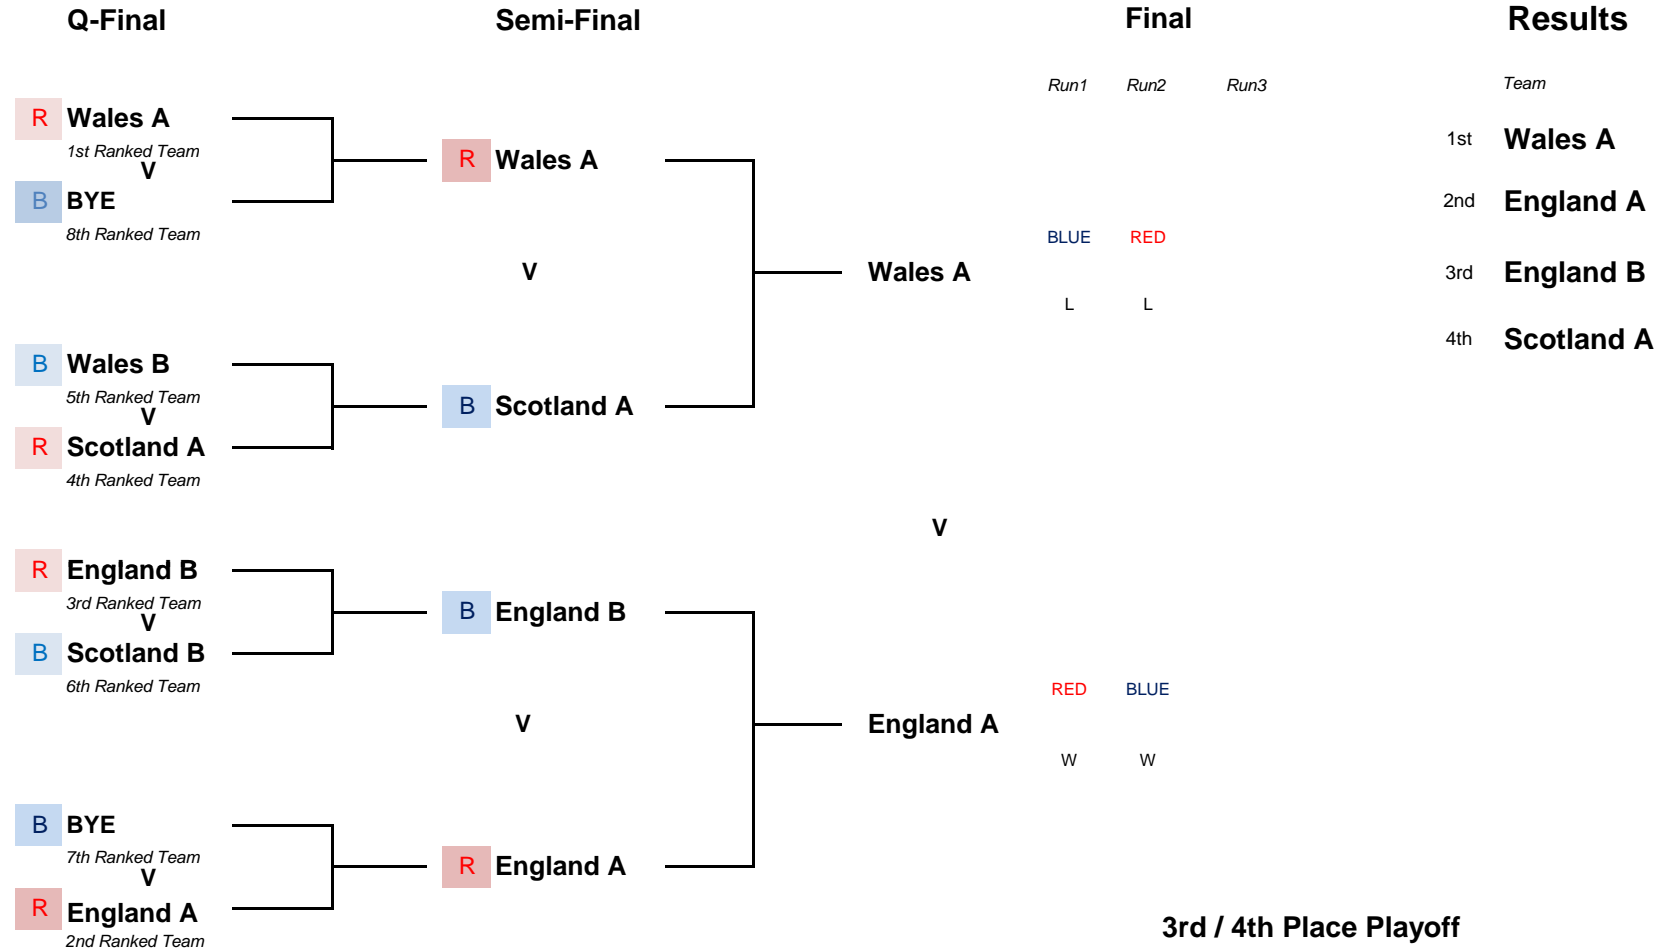 Q-Final Semi-Final Final Results
Run1 Run2 Run3 Team
R Wales A
1st Ranked Team
V
B BYE
8th Ranked Team
R Wales A
V
B Wales B
5th Ranked Team
V
R Scotland A
4th Ranked Team
B Scotland A
R England B
3rd Ranked Team
V
B Scotland B
6th Ranked Team
B England B
V
B BYE
7th Ranked Team
V
R England A
2nd Ranked Team
R England A
Wales A
BLUE RED
L L
V
England A
RED BLUE
W W
1st Wales A
2nd England A
3rd England B
4th Scotland A
3rd / 4th Place Playoff